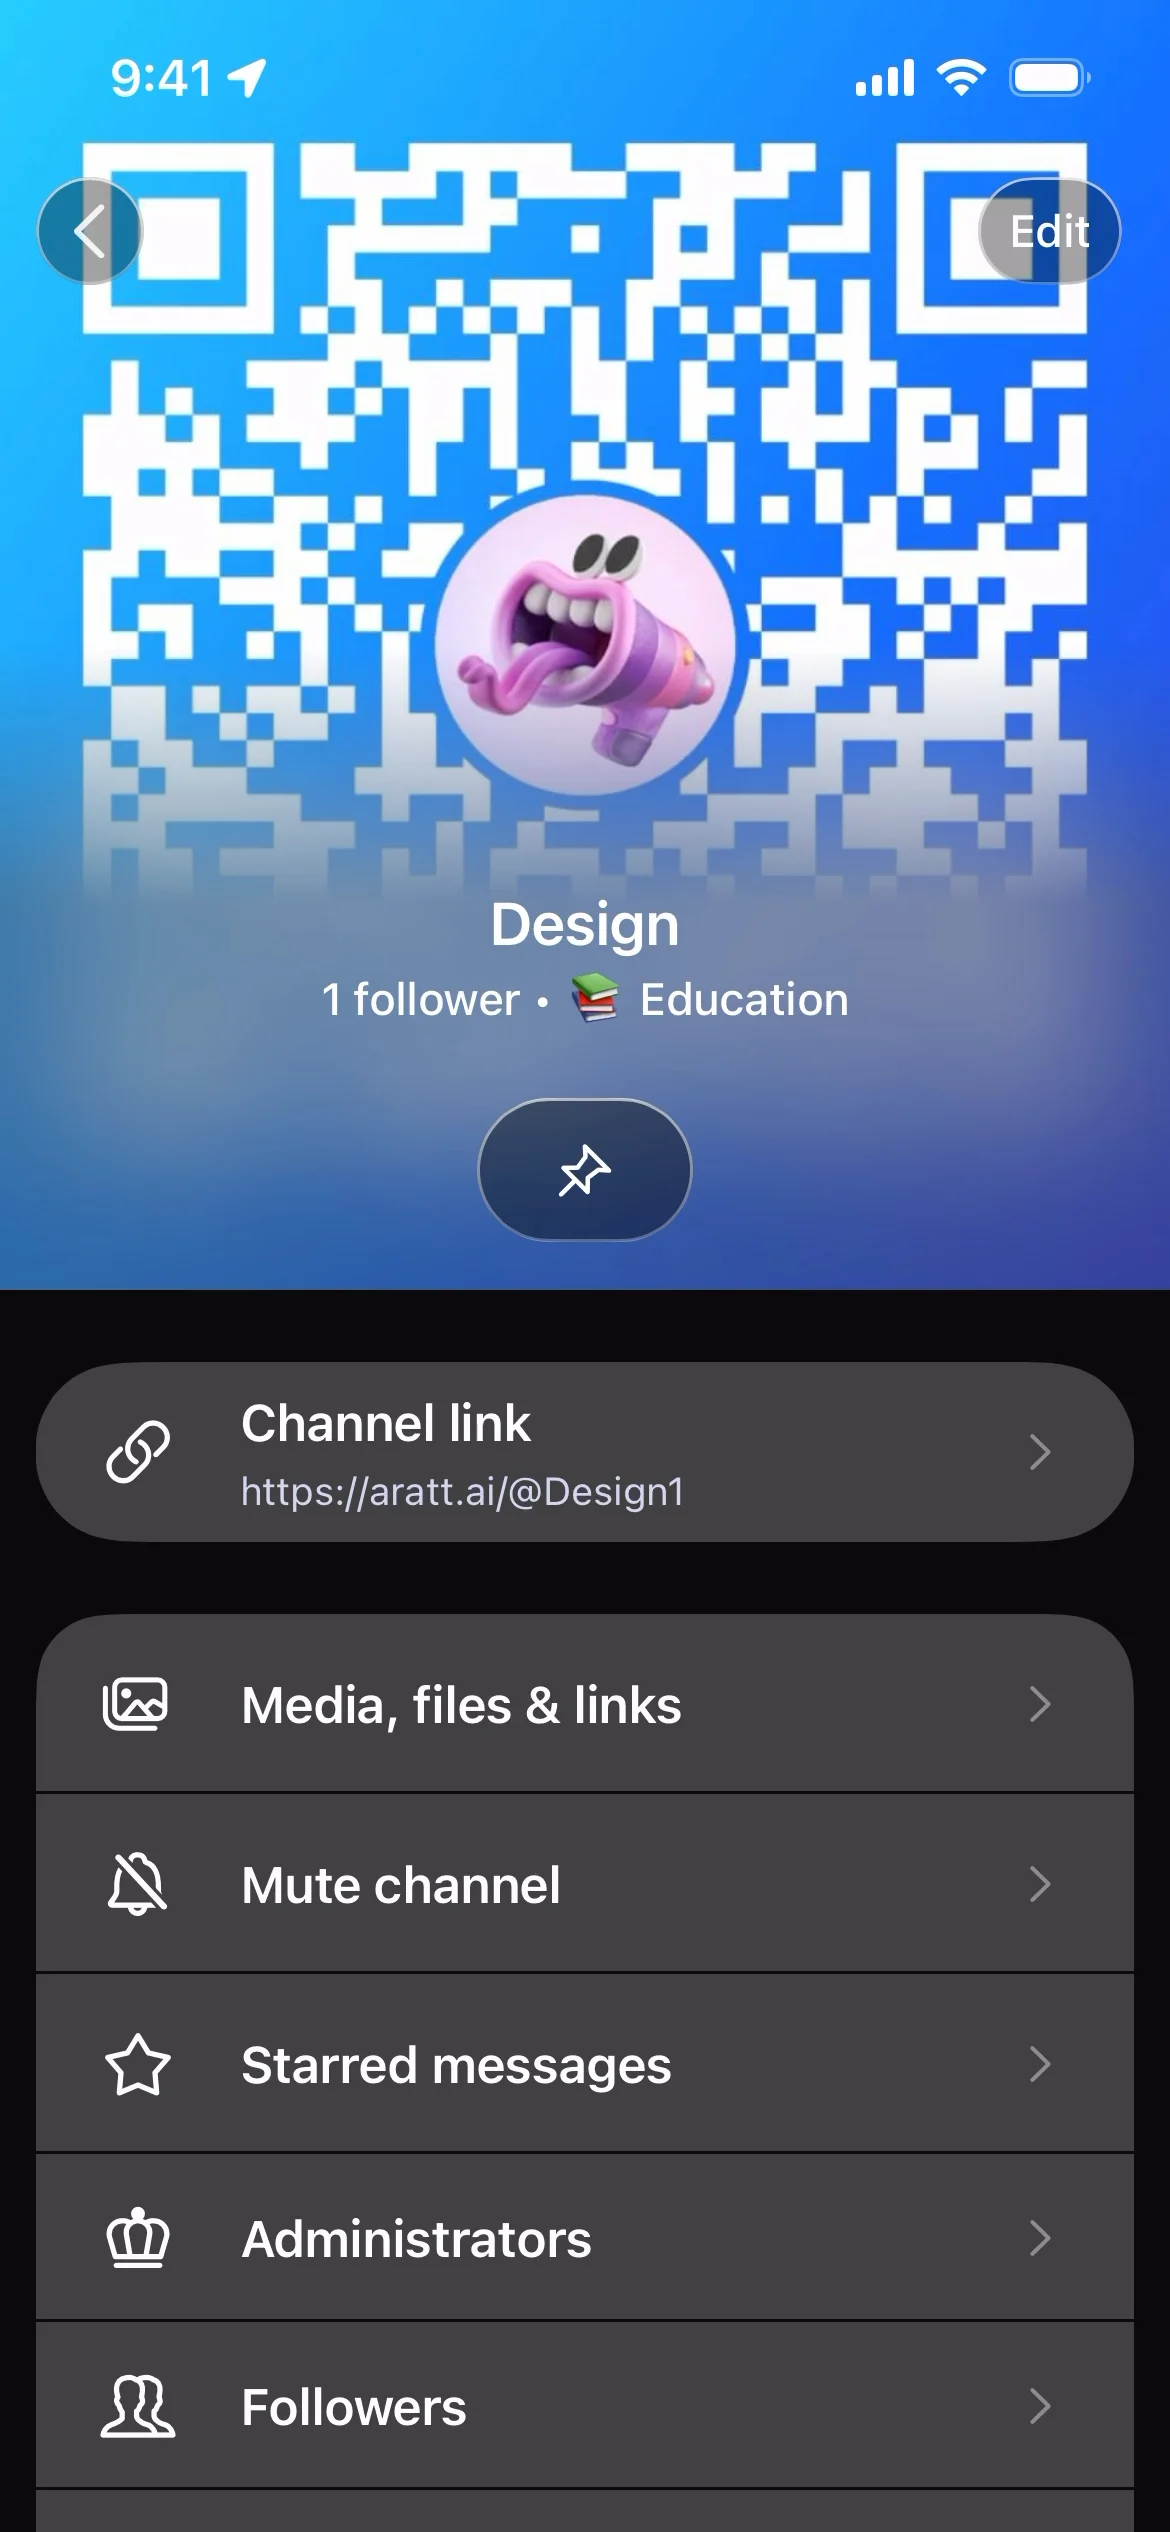 9:41
Edit
Design
1 follower • 📚 Education
Channel link
https://aratt.ai/@Design1
Media, files & links
Mute channel
Starred messages
Administrators
Followers